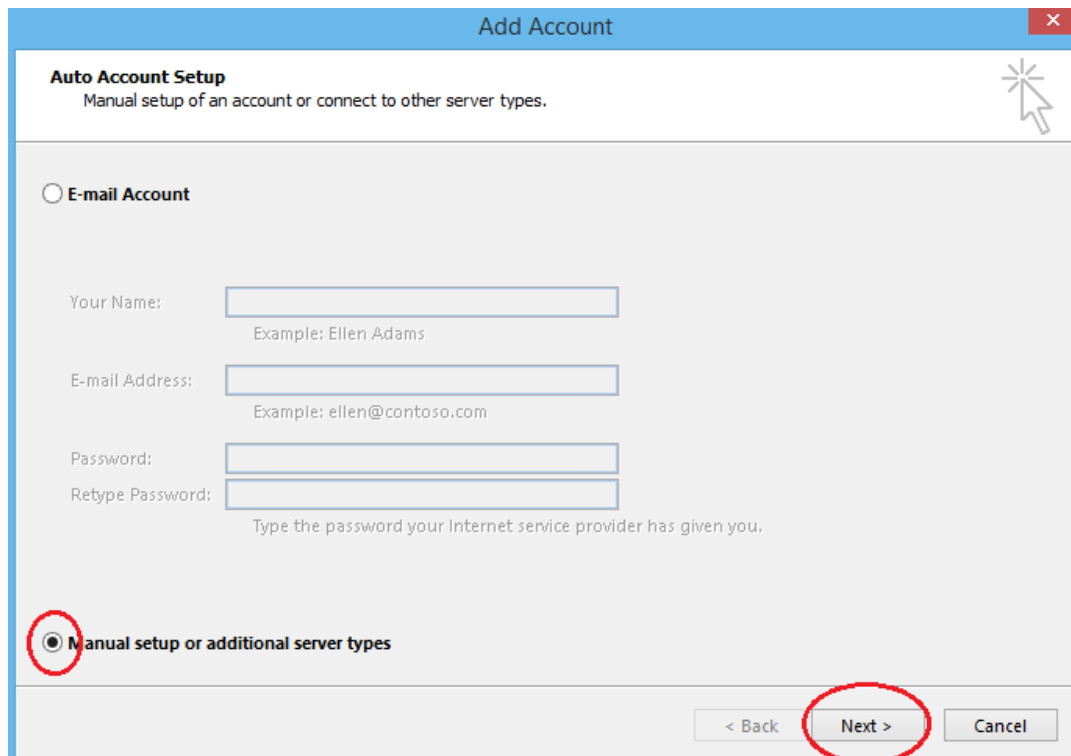 Add Account
Auto Account Setup
Manual setup of an account or connect to other server types.
E-mail Account
Your Name:
Example: Ellen Adams
E-mail Address:
Example: ellen@contoso.com
Password:
Retype Password:
Type the password your Internet service provider has given you.
Manual setup or additional server types
< Back Next > Cancel